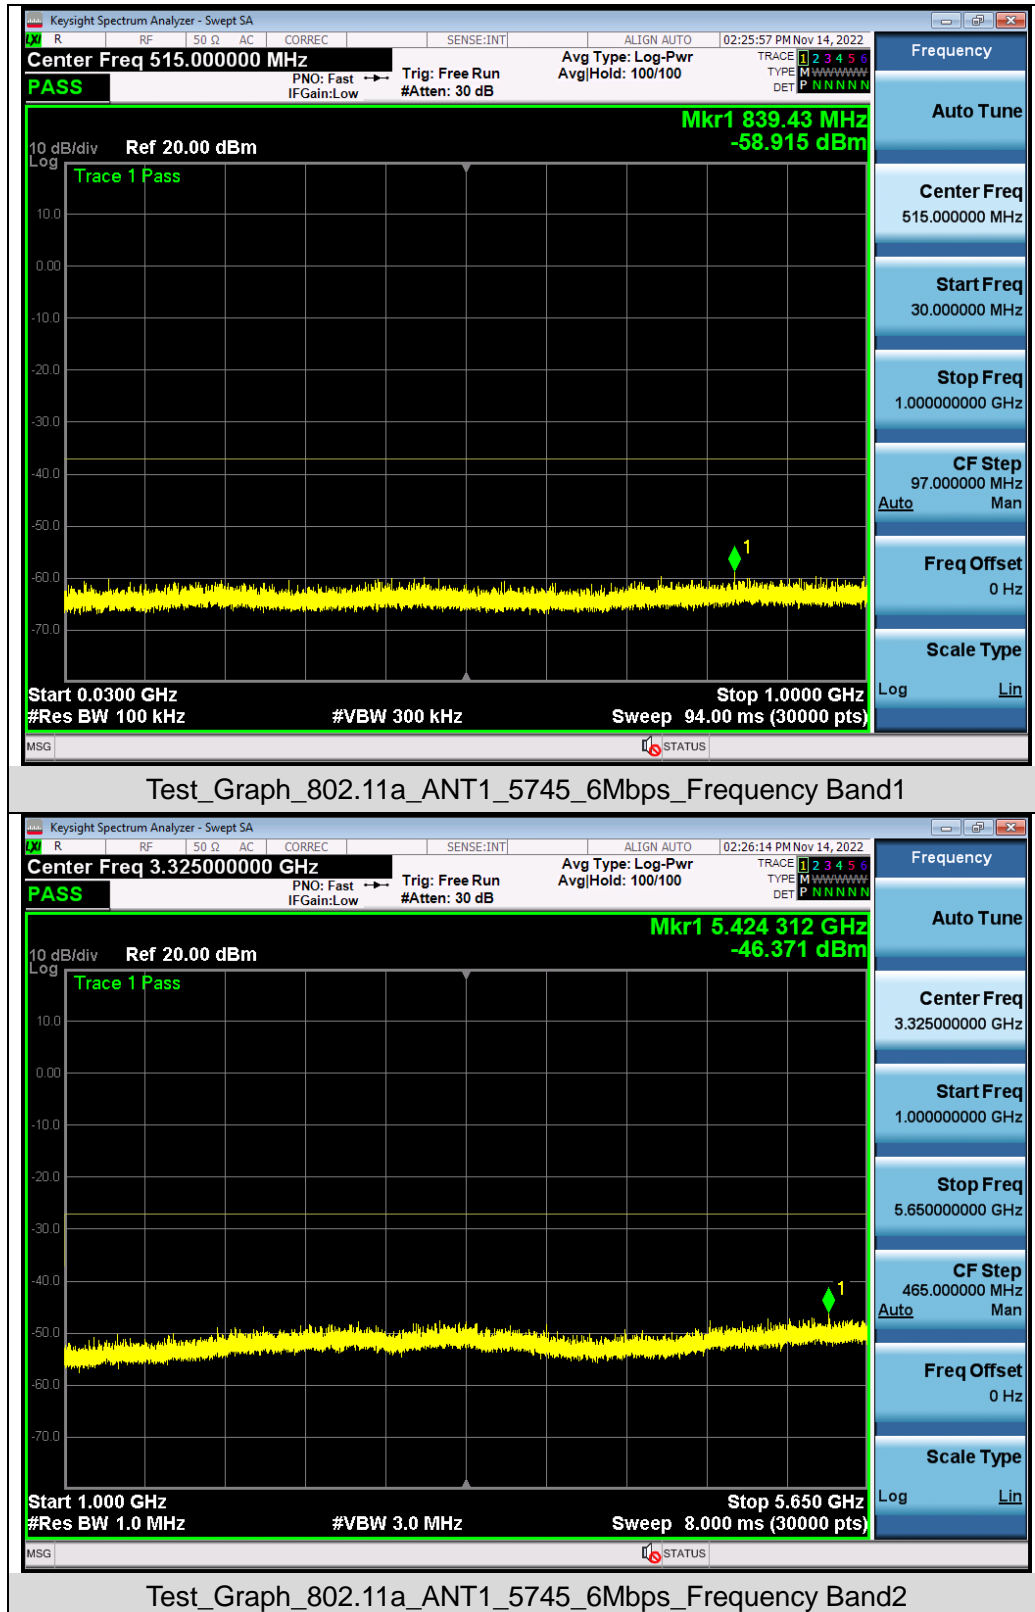 Keysight Spectrum Analyzer - Swept SA
LXI R RF 50 Ω AC CORREC SENSE:INT ALIGN AUTO 02:25:57 PM Nov 14, 2022
Center Freq 515.000000 MHz
PASS
PNO: Fast
IFGain:Low
Trig: Free Run
#Atten: 30 dB
Avg Type: Log-Pwr
Avg|Hold: 100/100
TRACE 1 2 3 4 5 6
TYPE M WWWWW
DET P N N N N N
Mkr1 839.43 MHz
-58.915 dBm
10 dB/div Ref 20.00 dBm
Log
Trace 1 Pass
10.0
0.00
-10.0
-20.0
-30.0
-40.0
-50.0
1
-60.0
-70.0
Start 0.0300 GHz Stop 1.0000 GHz
#Res BW 100 kHz #VBW 300 kHz Sweep 94.00 ms (30000 pts)
MSG STATUS
Frequency
Auto Tune
Center Freq
515.000000 MHz
Start Freq
30.000000 MHz
Stop Freq
1.000000000 GHz
CF Step
97.000000 MHz
Auto Man
Freq Offset
0 Hz
Scale Type
Log Lin
Test_Graph_802.11a_ANT1_5745_6Mbps_Frequency Band1
Keysight Spectrum Analyzer - Swept SA
LXI R RF 50 Ω AC CORREC SENSE:INT ALIGN AUTO 02:26:14 PM Nov 14, 2022
Center Freq 3.325000000 GHz
PASS
PNO: Fast
IFGain:Low
Trig: Free Run
#Atten: 30 dB
Avg Type: Log-Pwr
Avg|Hold: 100/100
TRACE 1 2 3 4 5 6
TYPE M WWWWW
DET P N N N N N
Mkr1 5.424 312 GHz
-46.371 dBm
10 dB/div Ref 20.00 dBm
Log
Trace 1 Pass
10.0
0.00
-10.0
-20.0
-30.0
-40.0
1
-50.0
-60.0
-70.0
Start 1.000 GHz Stop 5.650 GHz
#Res BW 1.0 MHz #VBW 3.0 MHz Sweep 8.000 ms (30000 pts)
MSG STATUS
Frequency
Auto Tune
Center Freq
3.325000000 GHz
Start Freq
1.000000000 GHz
Stop Freq
5.650000000 GHz
CF Step
465.000000 MHz
Auto Man
Freq Offset
0 Hz
Scale Type
Log Lin
Test_Graph_802.11a_ANT1_5745_6Mbps_Frequency Band2